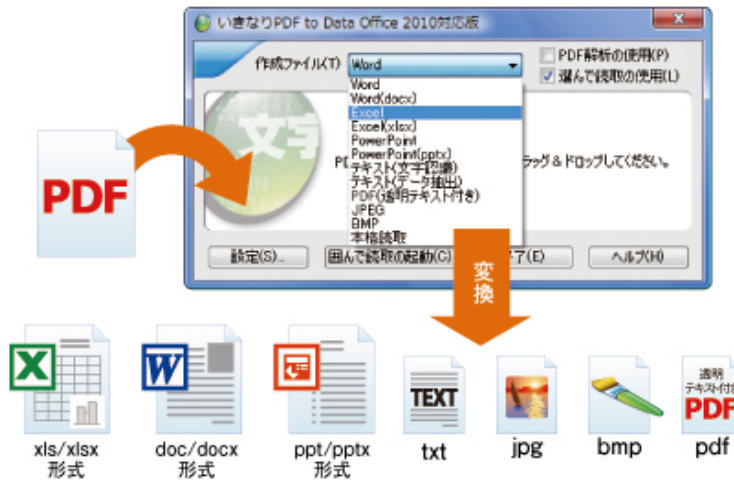 いきなりPDF to Data Office 2010対応版
作成ファイル(T) Word
PDF解析の使用(P)
選んで読取の使用(L)
Word
Word(docx)
Excel
Excel(xlsx)
PowerPoint
PowerPoint(pptx)
テキスト(文字認識)
テキスト(データ抽出)
PDF(透明テキスト付き)
JPEG
BMP
本格読取
文字
ラッグ & ドロップしてください。
PDF
設定(S)...
囲んで読取の起動(C)
了(E)
ヘルプ(H)
変換
X
W
TEXT
透明
テキスト付き
PDF
xls/xlsx
形式
doc/docx
形式
ppt/pptx
形式
txt
jpg
bmp
pdf